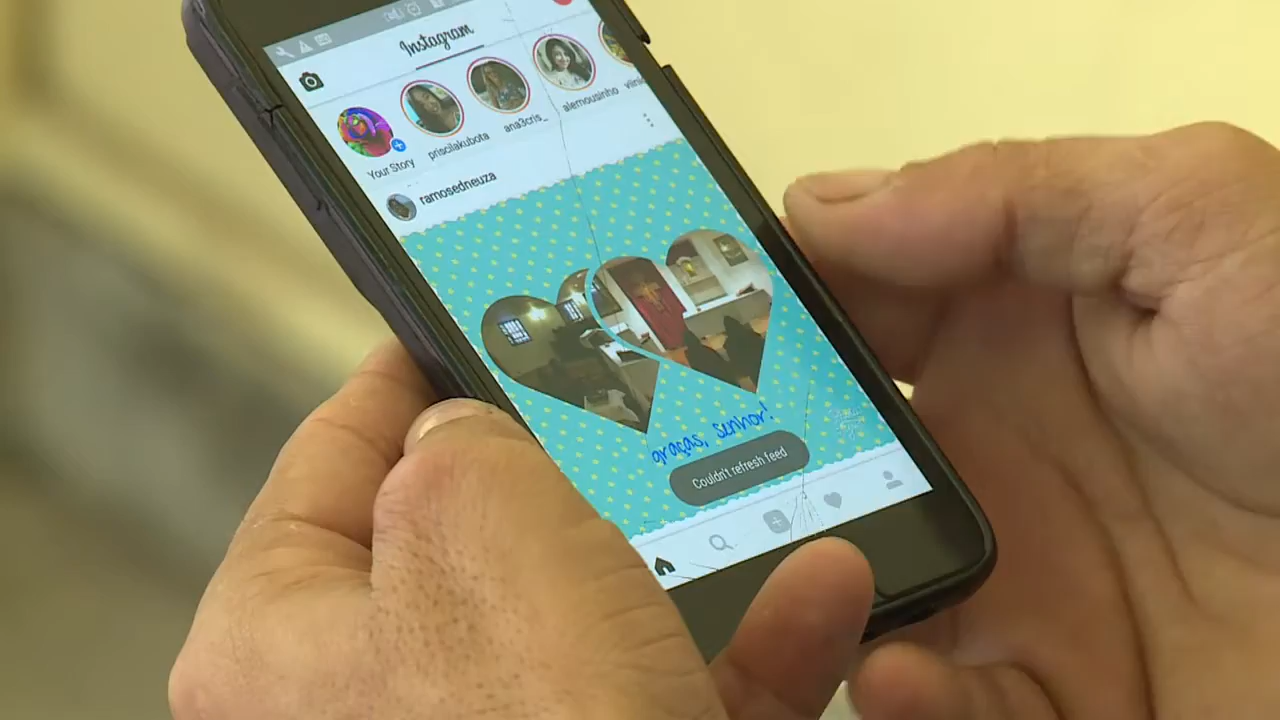 Instagram
Your Story
priscilakubota
ana3cris_
alemousinho
ramosedneuza
graças, senhor!
Couldn't refresh feed